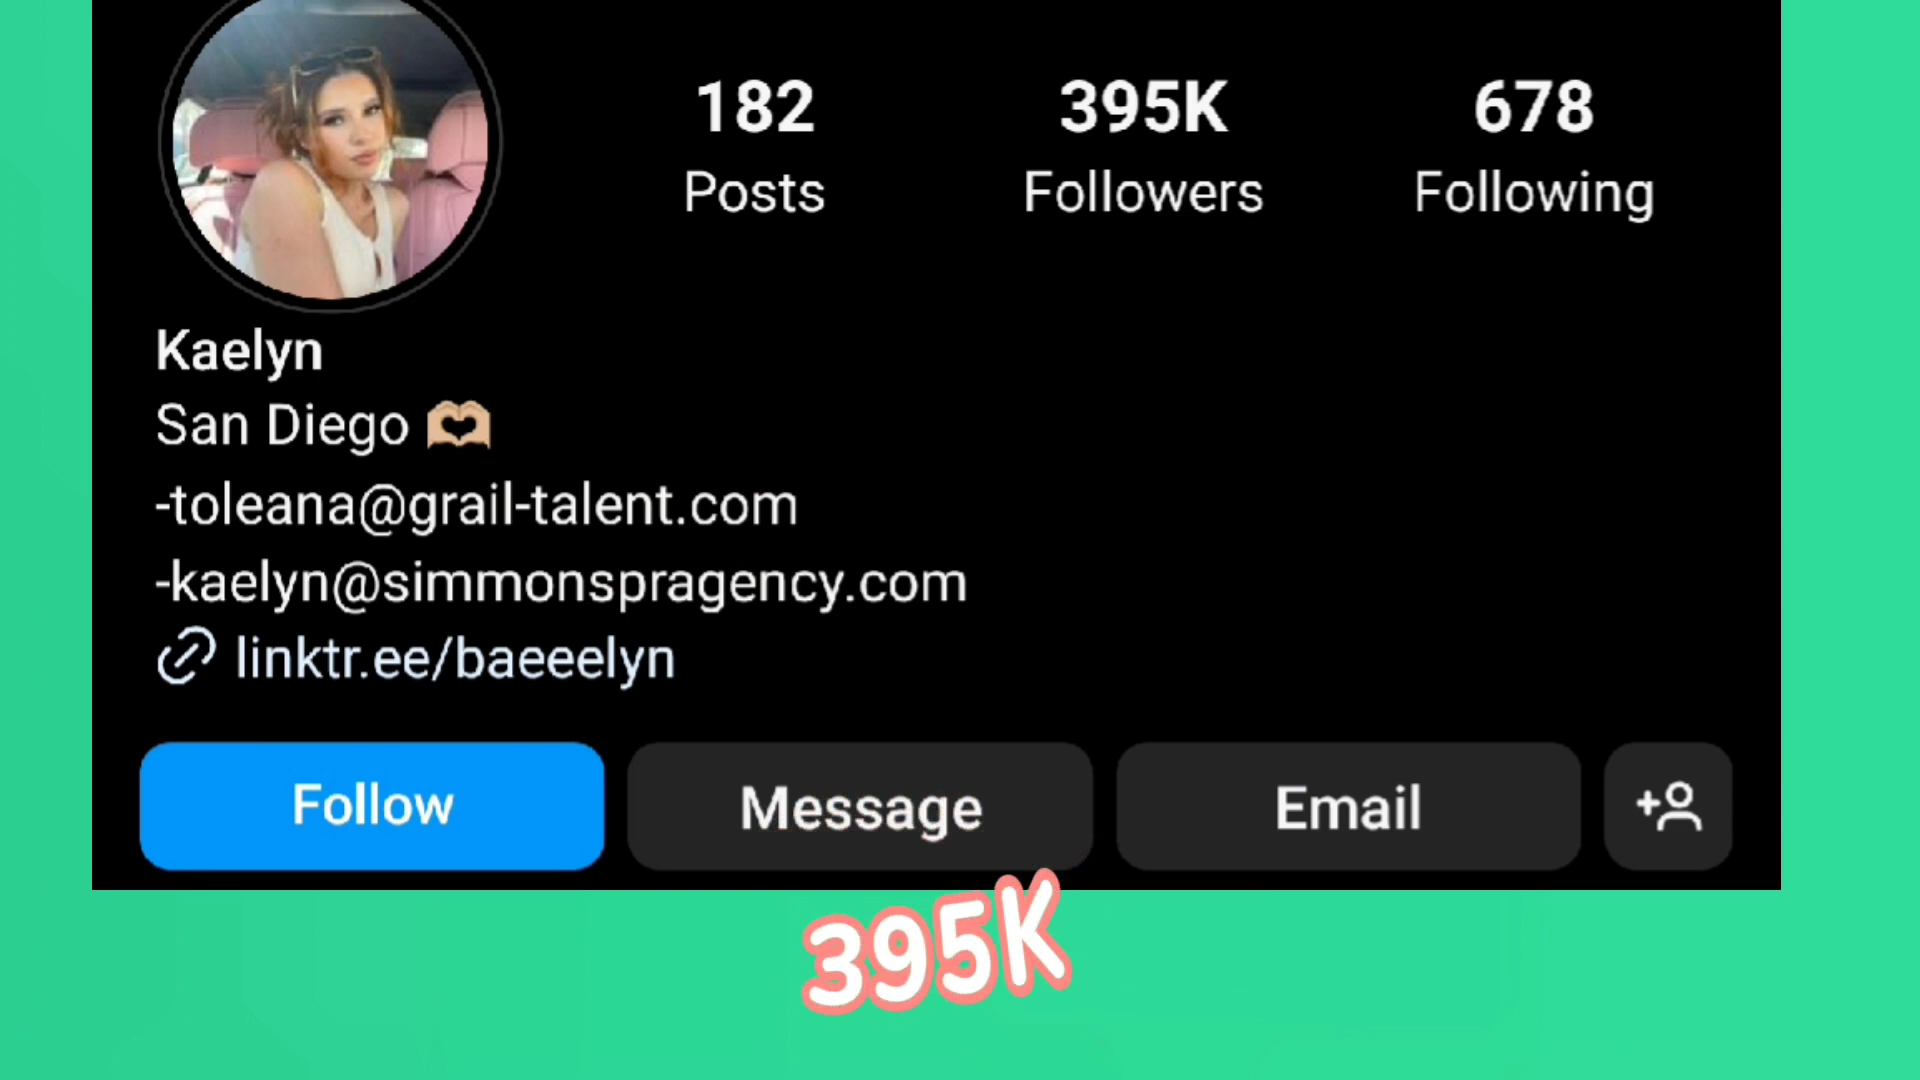 182 395K 678
Posts Followers Following
Kaelyn
San Diego 🫶🏼
-toleana@grail-talent.com
-kaelyn@simmonspragency.com
linktr.ee/baeeelyn
Follow Message Email
395K